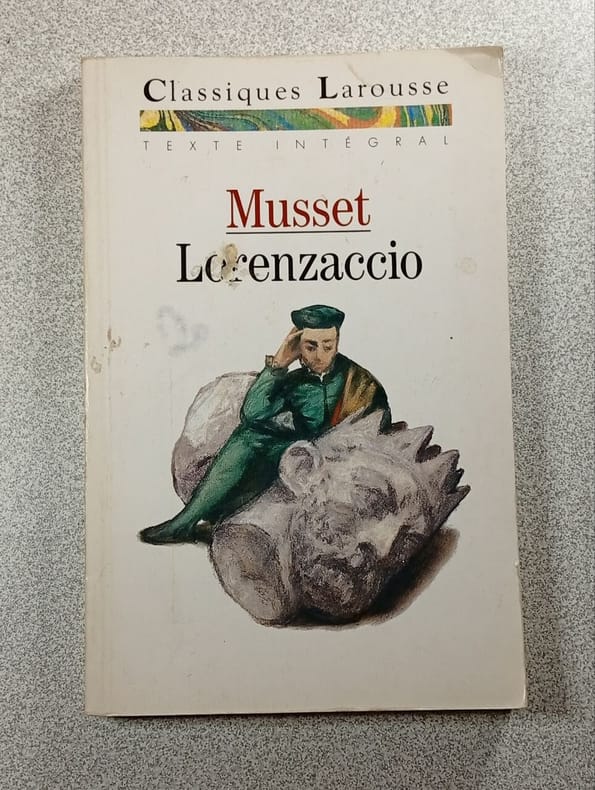 Classiques Larousse
TEXTE INTÉGRAL
Musset
Lorenzaccio